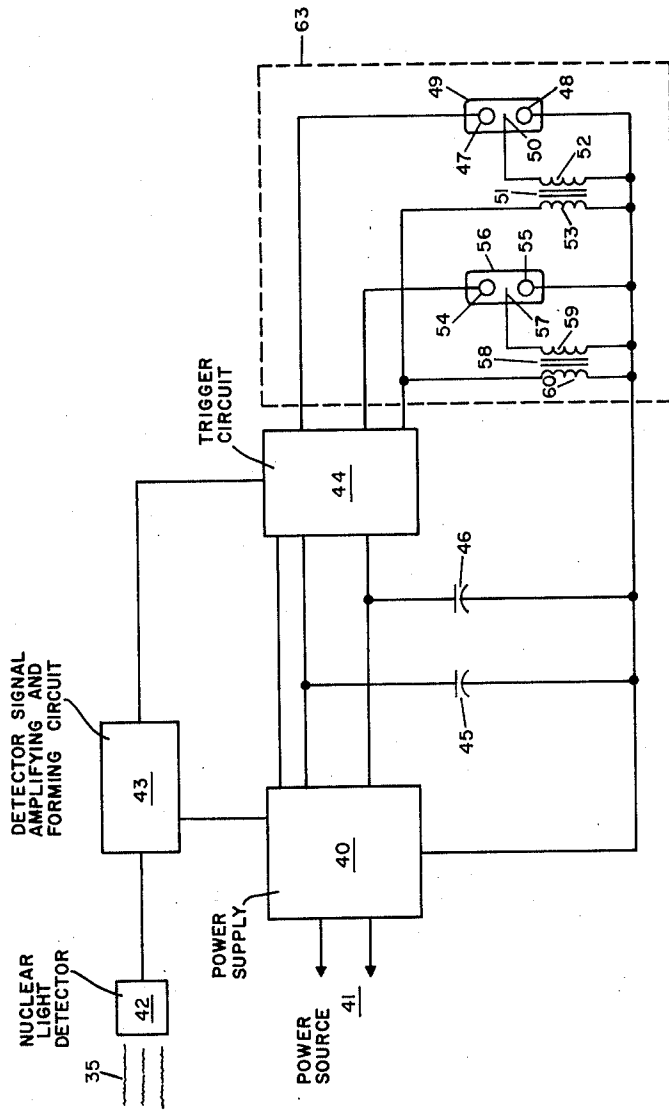 35
NUCLEAR
LIGHT
DETECTOR
42
DETECTOR SIGNAL
AMPLIFYING AND
FORMING CIRCUIT
43
POWER
SUPPLY
40
POWER
SOURCE
41
TRIGGER
CIRCUIT
44
45
46
63
49
47
50
48
52
51
53
56
54
57
55
59
58
60